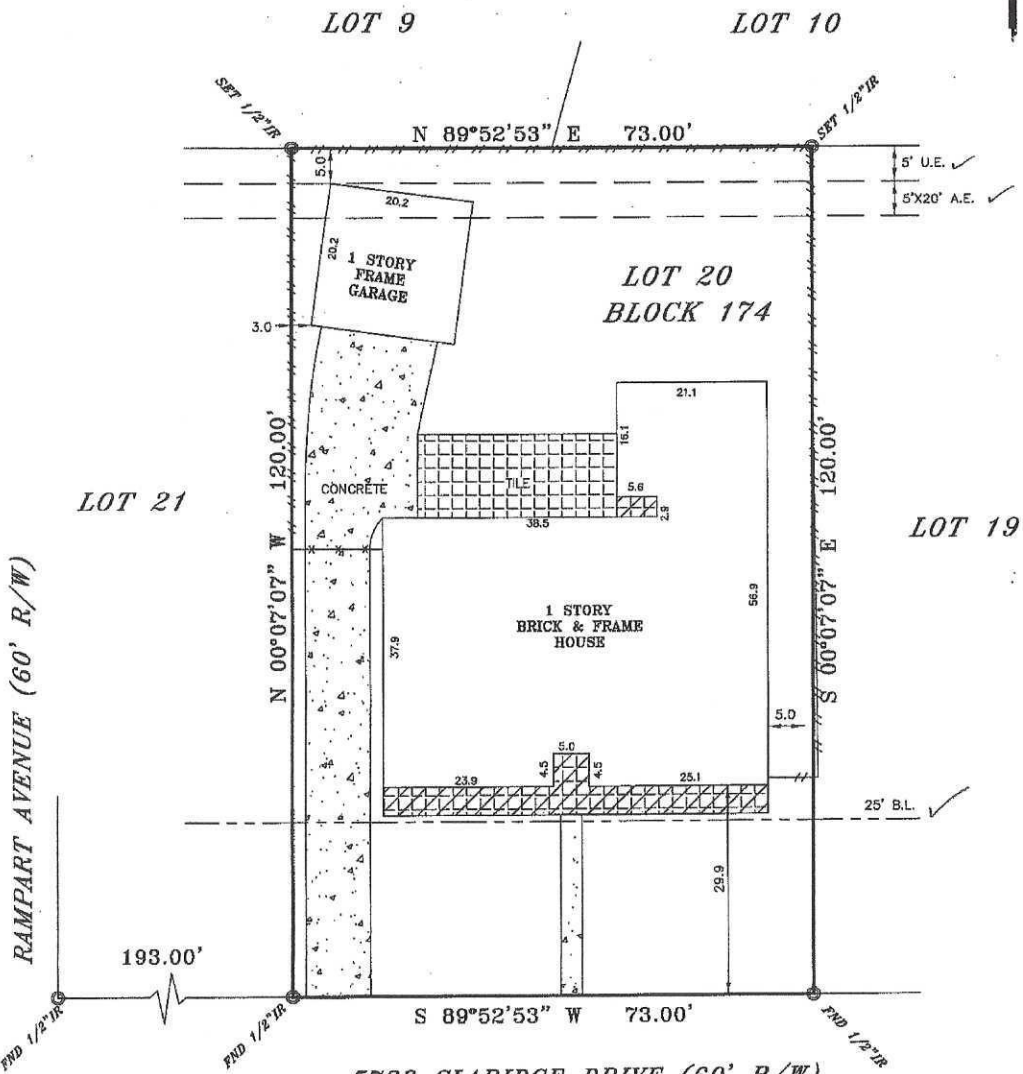 LOT 9
LOT 10
SET 1/2"IR
SET 1/2"IR
N 89°52'53" E 73.00'
5.0
5' U.E.
5'X20' A.E.
20.2
20.2
1 STORY
FRAME
GARAGE
LOT 20
BLOCK 174
3.0
21.1
16.1
N 00°07'07" W 120.00'
S 00°07'07" E 120.00'
LOT 21
CONCRETE
TILE
5.6
2.9
38.5
LOT 19
RAMPART AVENUE (60' R/W)
1 STORY
BRICK & FRAME
HOUSE
56.9
37.9
5.0
5.0
4.5
4.5
23.9
25.1
25' B.L.
29.9
193.00'
S 89°52'53" W 73.00'
FND 1/2"IR
FND 1/2"IR
FND 1/2"IR
CLARIDGE DRIVE (60' R/W)